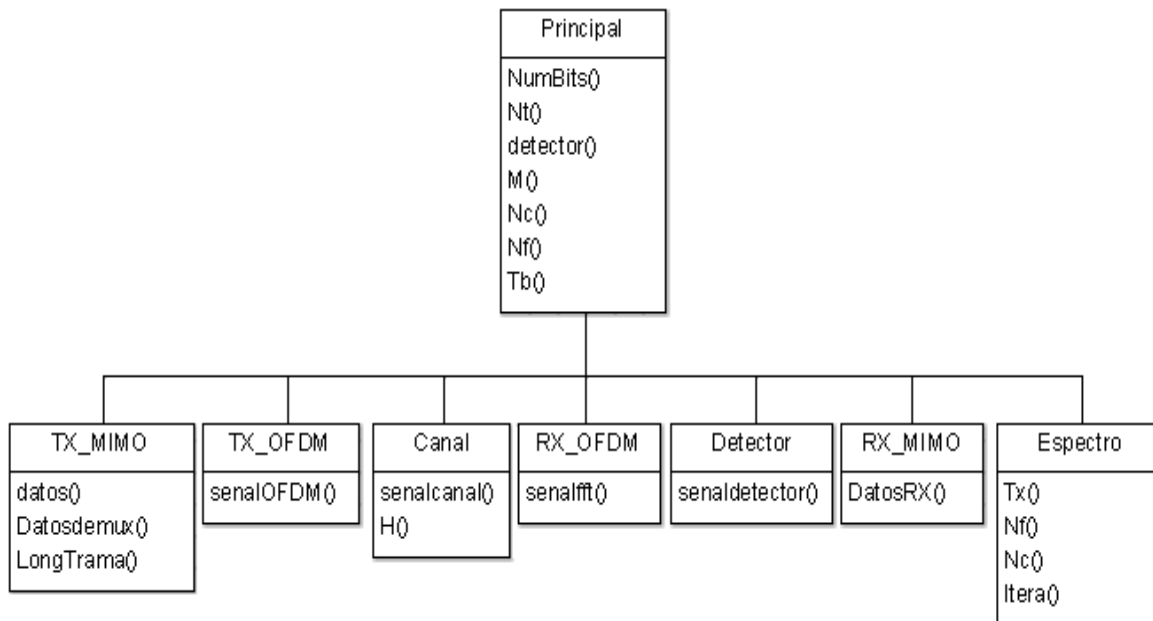 Principal
NumBits()
Nt()
detector()
M()
Nc()
Nf()
Tb()
TX_MIMO
datos()
Datosdemux()
LongTrama()
TX_OFDM
senalOFDM()
Canal
senalcanal()
H()
RX_OFDM
senalfft()
Detector
senaldetector()
RX_MIMO
DatosRX()
Espectro
Tx()
Nf()
Nc()
Itera()